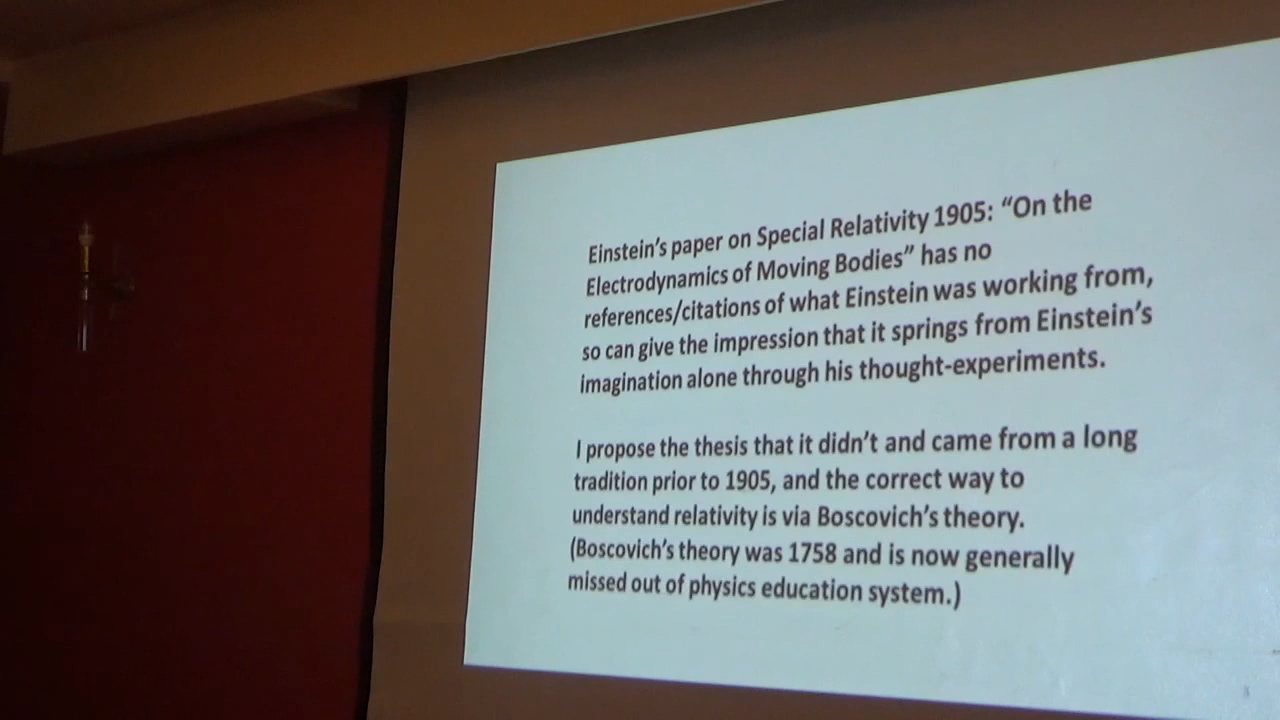 Einstein's paper on Special Relativity 1905: "On the
Electrodynamics of Moving Bodies" has no
references/citations of what Einstein was working from,
so can give the impression that it springs from Einstein's
imagination alone through his thought-experiments.
I propose the thesis that it didn't and came from a long
tradition prior to 1905, and the correct way to
understand relativity is via Boscovich's theory.
(Boscovich's theory was 1758 and is now generally
missed out of physics education system.)